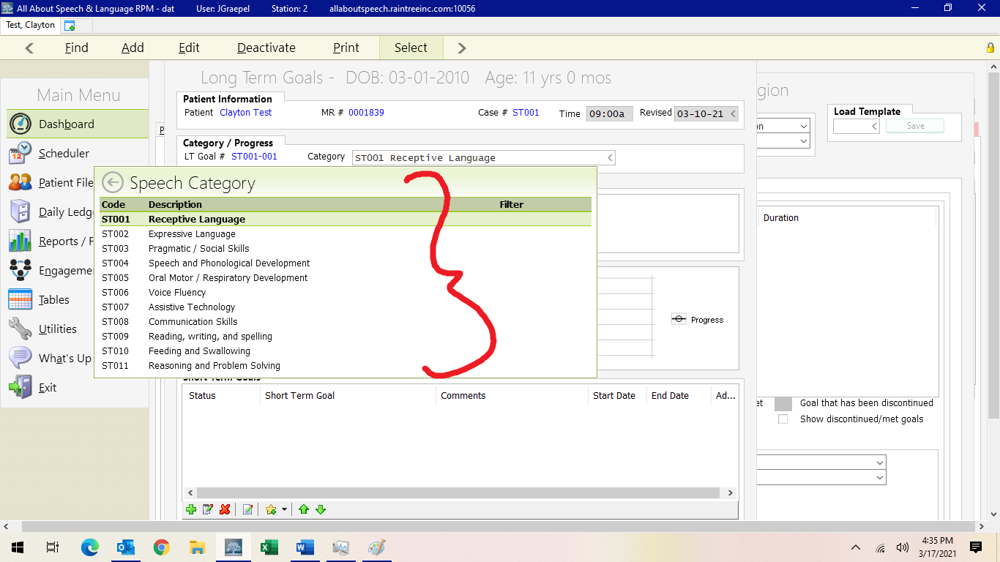 All About Speech & Language RPM - dat User: JGraepel Station: 2 allaboutspeech.raintreeinc.com:10056
Test, Clayton
Find Add Edit Deactivate Print Select
Main Menu
Dashboard
Scheduler
Patient File
Daily Ledg
Reports /
Engageme
Tables
Utilities
What's Up
Exit
Long Term Goals - DOB: 03-01-2010 Age: 11 yrs 0 mos
gion
Patient Information
Patient Clayton Test MR # 0001839 Case # ST001 Time 09:00a Revised 03-10-21
Load Template
Save
Category / Progress
LT Goal # ST001-001 Category ST001 Receptive Language
Speech Category
Code Description Filter
ST001 Receptive Language
ST002 Expressive Language
ST003 Pragmatic / Social Skills
ST004 Speech and Phonological Development
ST005 Oral Motor / Respiratory Development
ST006 Voice Fluency
ST007 Assistive Technology
ST008 Communication Skills
ST009 Reading, writing, and spelling
ST010 Feeding and Swallowing
ST011 Reasoning and Problem Solving
Duration
Progress
Short Term Goals
Status Short Term Goal Comments Start Date End Date Ad...
et Goal that has been discontinued
Show discontinued/met goals
4:35 PM
3/17/2021